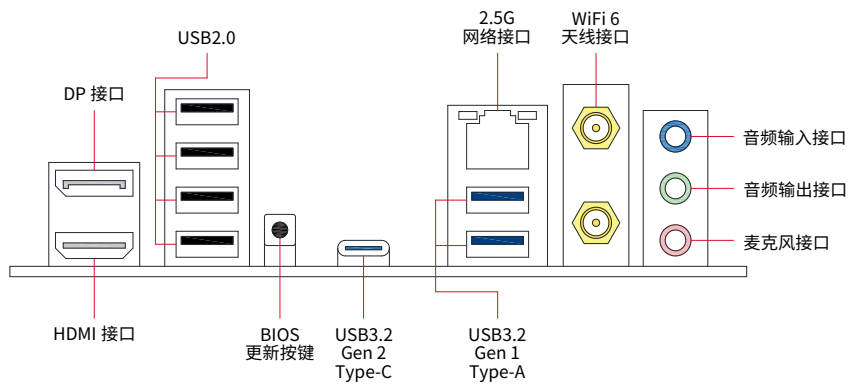 2.5G
网络接口
WiFi 6
天线接口
USB2.0
DP 接口
音频输入接口
音频输出接口
麦克风接口
HDMI 接口
BIOS
更新按键
USB3.2
Gen 2
Type-C
USB3.2
Gen 1
Type-A